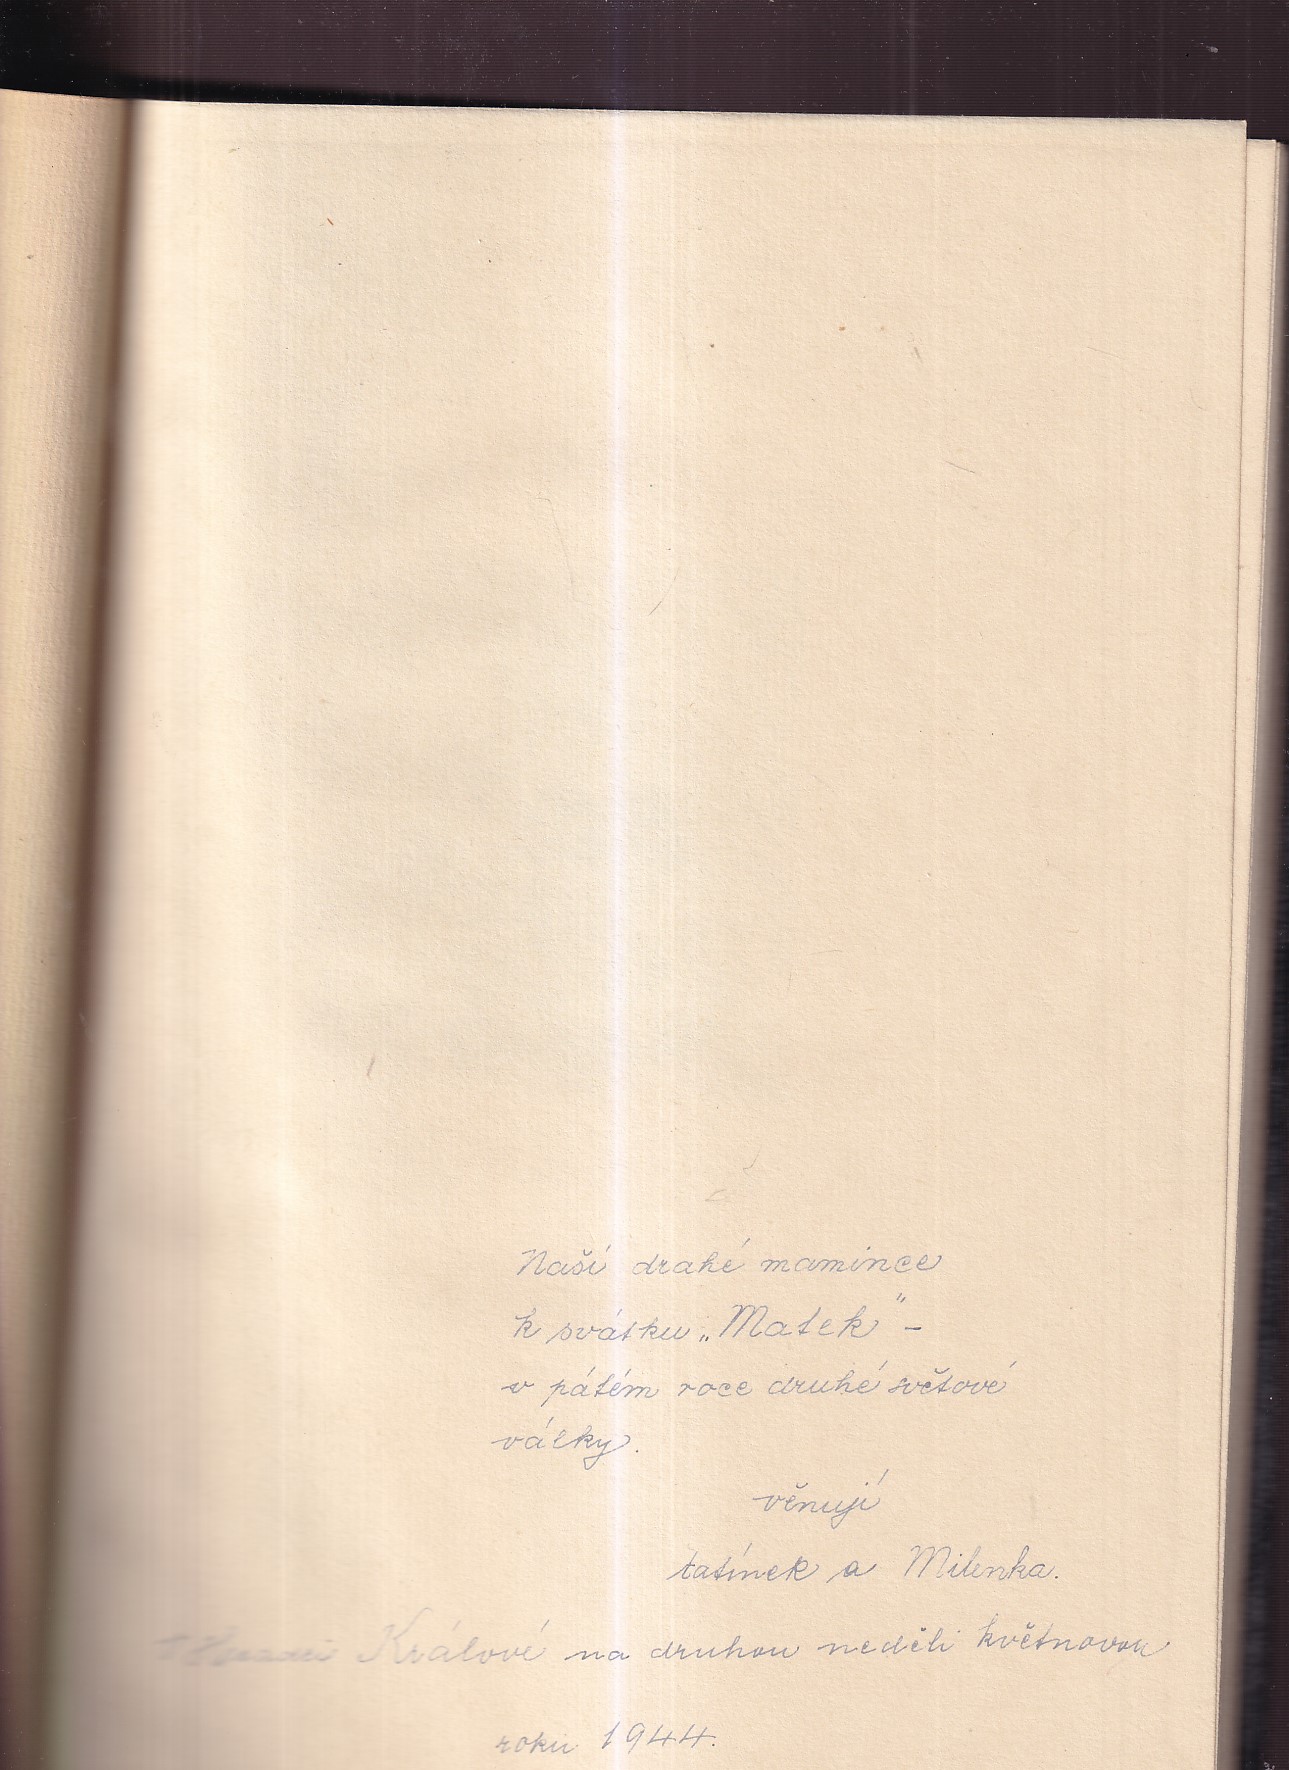 Naší drahé mamince
k svátku „Matek" –
v pátém roce druhé světové
války.
věnují
tatínek a Milenka.
Hradci Králové na druhou neděli květnovou
roku 1944.